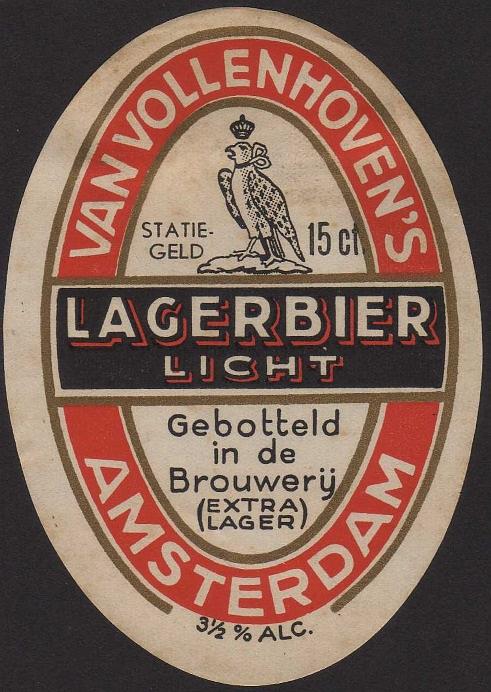 VAN VOLLENHOVEN'S
STATIE-
GELD
15 ct.
LAGERBIER
LICHT
Gebotteld
in de
Brouwerij
(EXTRA
LAGER)
AMSTERDAM
3½ % ALC.